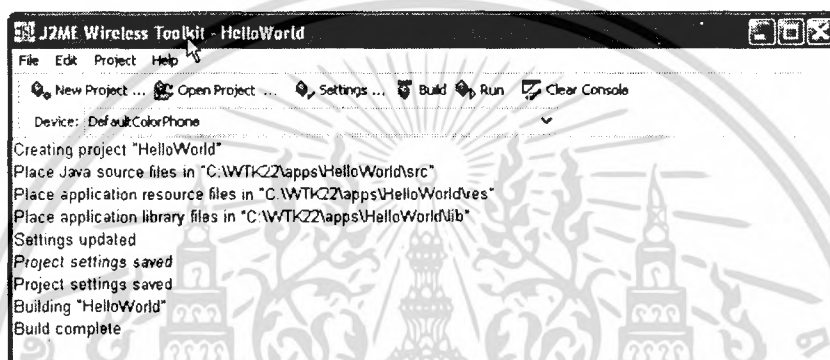 J2ME Wireless Toolkit - HelloWorld
File Edit Project Help
New Project ... Open Project ... Settings ... Build Run Clear Console
Device: DefaultColorPhone
Creating project "HelloWorld"
Place Java source files in "C:\WTK22\apps\HelloWorld\src"
Place application resource files in "C:\WTK22\apps\HelloWorld\res"
Place application library files in "C:\WTK22\apps\HelloWorld\lib"
Settings updated
Project settings saved
Project settings saved
Building "HelloWorld"
Build complete